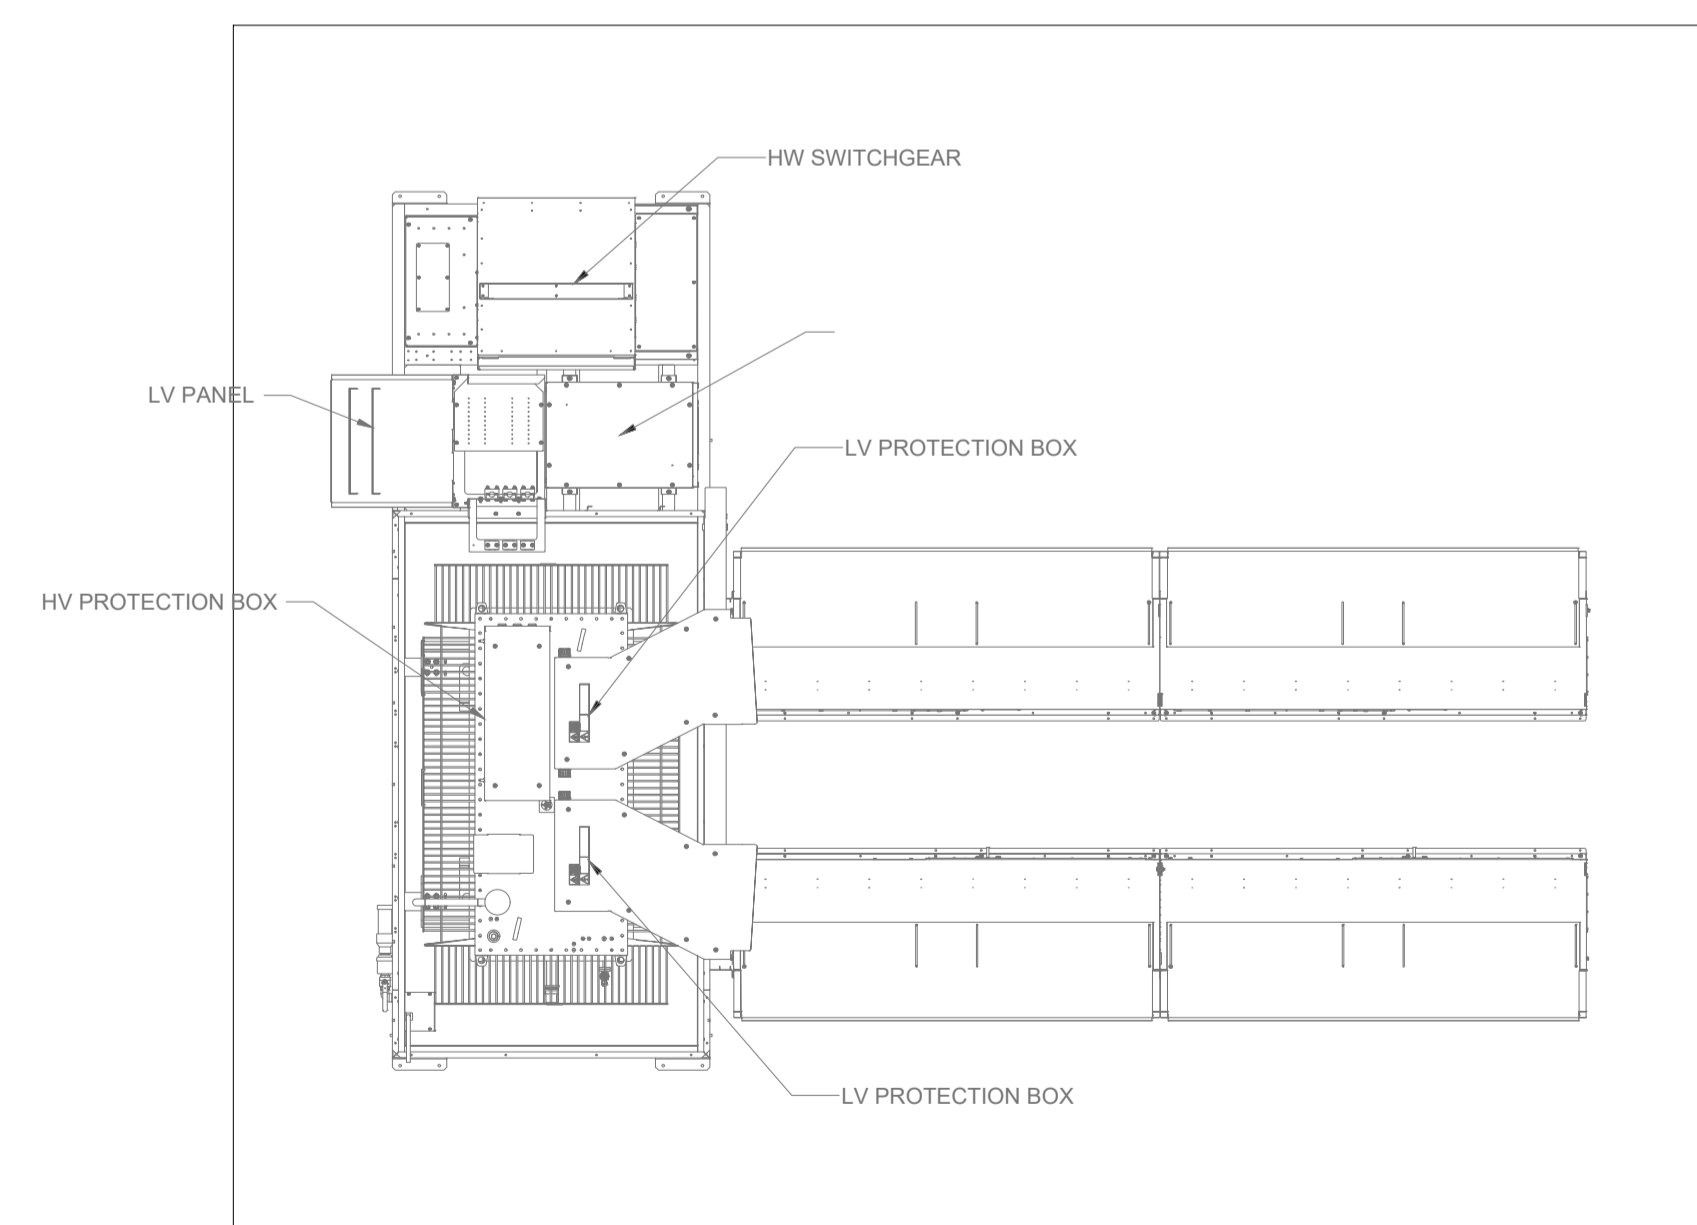 HW SWITCHGEAR
LV PANEL
LV PROTECTION BOX
HV PROTECTION BOX
LV PROTECTION BOX